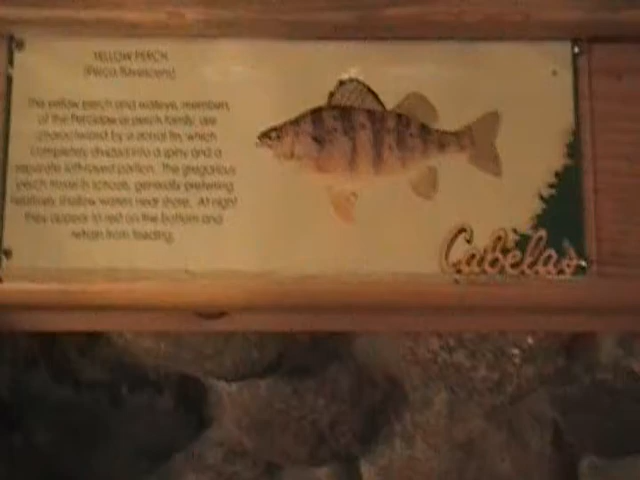 YELLOW PERCH
(Perca flavescens)
The yellow perch and walleye, members
of the Percidae or perch family, are
characterized by a dorsal fin, which
completely divided into a spiny and a
separate soft-rayed portion. The gregarious
perch move in schools, generally preferring
relatively shallow waters near shore. At night
they appear to rest on the bottom and
refrain from feeding.
Cabela's